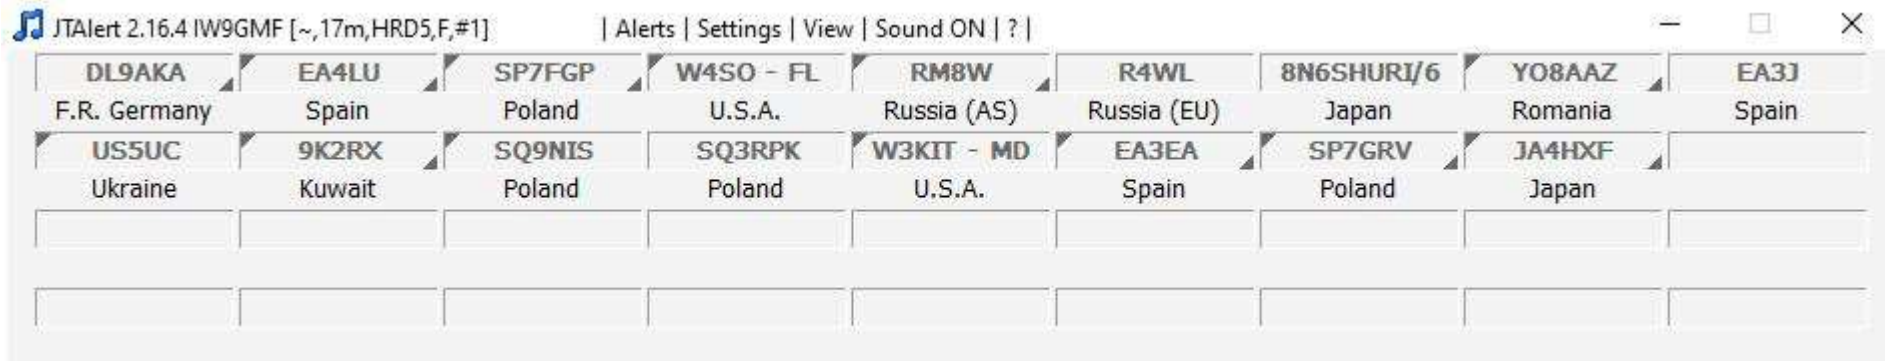 JTAlert 2.16.4 IW9GMF [~,17m,HRD5,F,#1] | Alerts | Settings | View | Sound ON | ? |
DL9AKA EA4LU SP7FGP W4SO - FL RM8W R4WL 8N6SHURI/6 YO8AAZ EA3J
F.R. Germany Spain Poland U.S.A. Russia (AS) Russia (EU) Japan Romania Spain
US5UC 9K2RX SQ9NIS SQ3RPK W3KIT - MD EA3EA SP7GRV JA4HXF
Ukraine Kuwait Poland Poland U.S.A. Spain Poland Japan